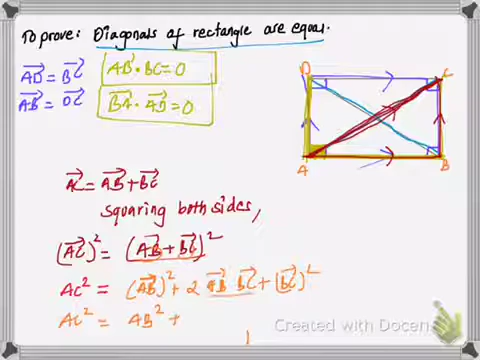 To prove: Diagonals of rectangle are equal.
AD = BC
AB · BC = 0
AB = DC
BA · AD = 0
D C
A B
AC = AB + BC
Squaring both sides,
(AC)² = (AB + BC)²
AC² = (AB)² + 2 AB BC + (BC)²
AC² = AB² +
Created with Doceri